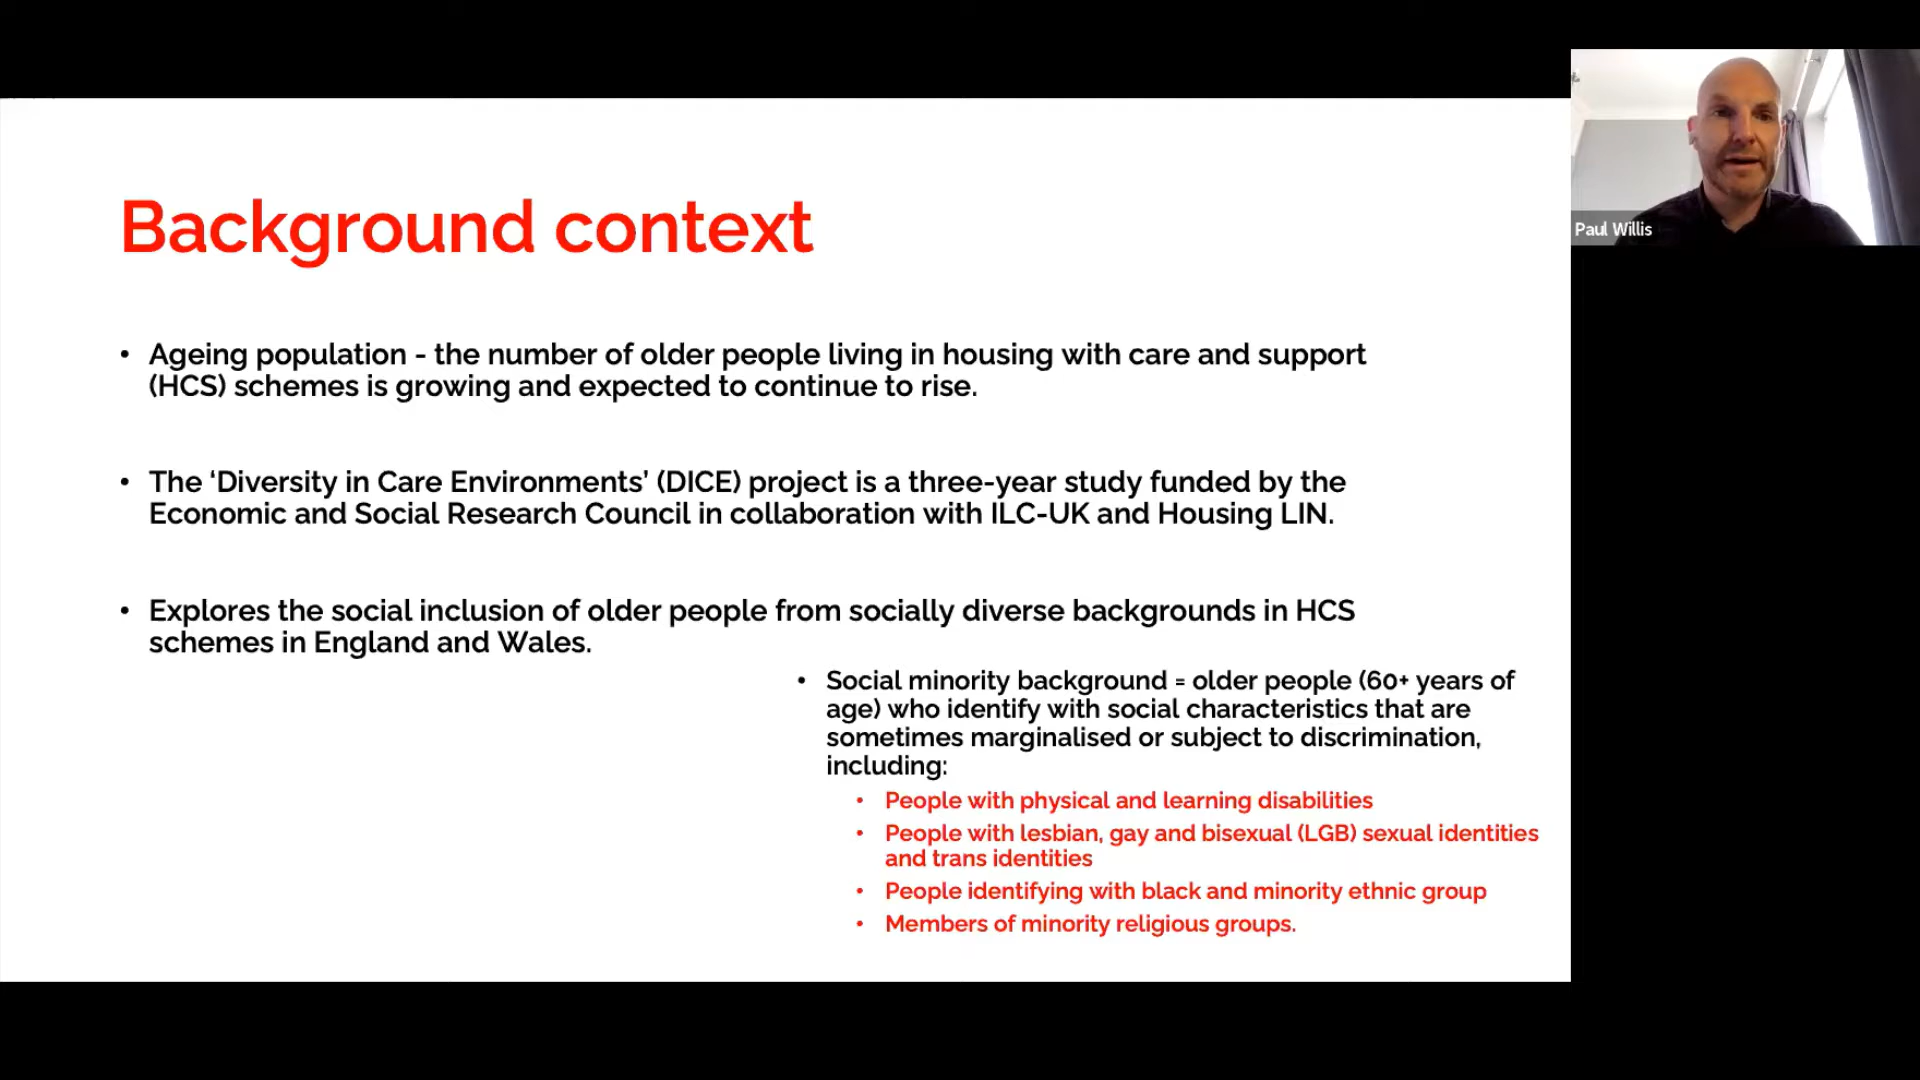 Background context
• Ageing population - the number of older people living in housing with care and support
(HCS) schemes is growing and expected to continue to rise.
• The ‘Diversity in Care Environments’ (DICE) project is a three-year study funded by the
Economic and Social Research Council in collaboration with ILC-UK and Housing LIN.
• Explores the social inclusion of older people from socially diverse backgrounds in HCS
schemes in England and Wales.
• Social minority background = older people (60+ years of
age) who identify with social characteristics that are
sometimes marginalised or subject to discrimination,
including:
• People with physical and learning disabilities
• People with lesbian, gay and bisexual (LGB) sexual identities
and trans identities
• People identifying with black and minority ethnic group
• Members of minority religious groups.
Paul Willis